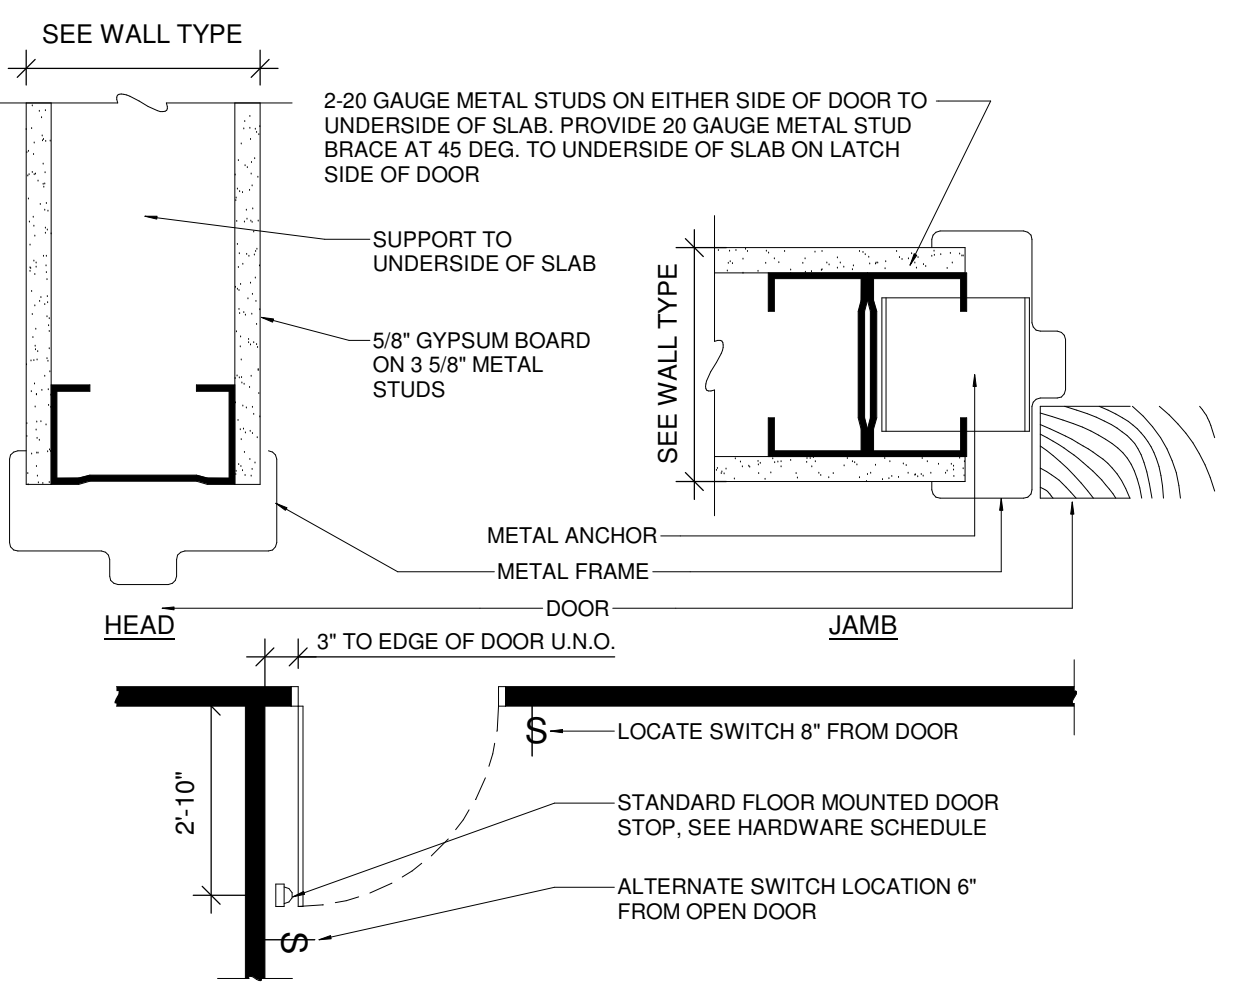 SEE WALL TYPE
2-20 GAUGE METAL STUDS ON EITHER SIDE OF DOOR TO
UNDERSIDE OF SLAB. PROVIDE 20 GAUGE METAL STUD
BRACE AT 45 DEG. TO UNDERSIDE OF SLAB ON LATCH
SIDE OF DOOR
SUPPORT TO
UNDERSIDE OF SLAB
5/8" GYPSUM BOARD
ON 3 5/8" METAL
STUDS
SEE WALL TYPE
METAL ANCHOR
METAL FRAME
DOOR
HEAD
JAMB
3" TO EDGE OF DOOR U.N.O.
S
LOCATE SWITCH 8" FROM DOOR
2'-10"
STANDARD FLOOR MOUNTED DOOR
STOP, SEE HARDWARE SCHEDULE
ALTERNATE SWITCH LOCATION 6"
FROM OPEN DOOR
S